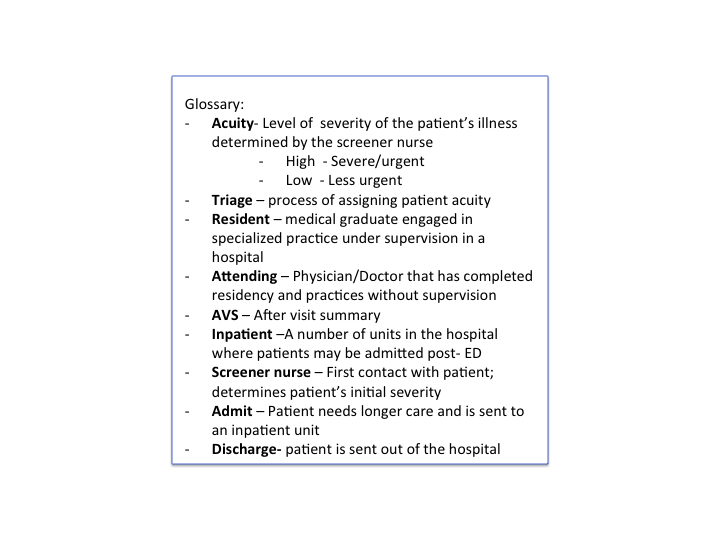 Glossary:
- Acuity- Level of severity of the patient's illness
determined by the screener nurse
- High - Severe/urgent
- Low - Less urgent
- Triage – process of assigning patient acuity
- Resident – medical graduate engaged in
specialized practice under supervision in a
hospital
- Attending – Physician/Doctor that has completed
residency and practices without supervision
- AVS – After visit summary
- Inpatient –A number of units in the hospital
where patients may be admitted post- ED
- Screener nurse – First contact with patient;
determines patient's initial severity
- Admit – Patient needs longer care and is sent to
an inpatient unit
- Discharge- patient is sent out of the hospital